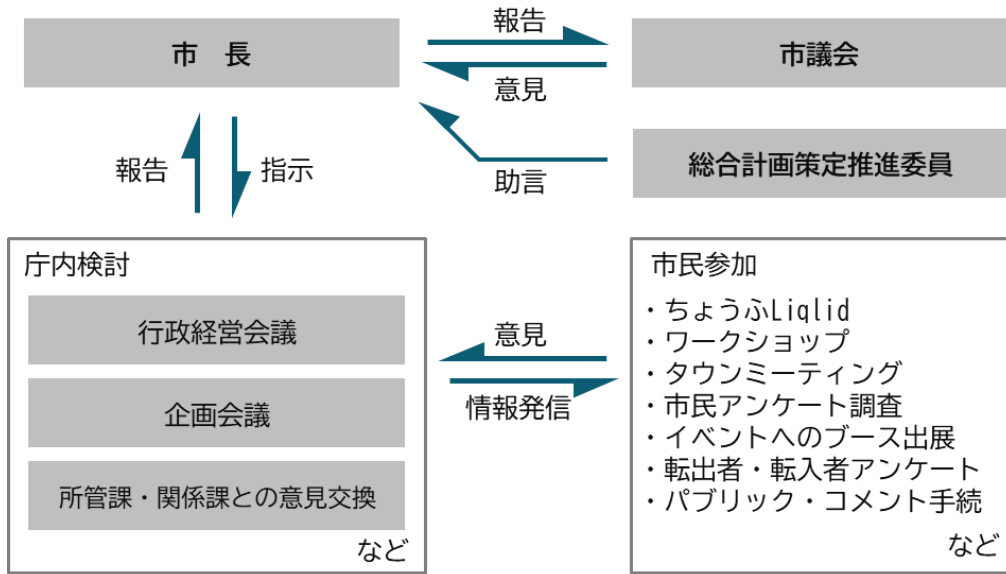 市　長
報告
意見
市議会
助言
総合計画策定推進委員
報告
指示
庁内検討
行政経営会議
企画会議
所管課・関係課との意見交換
など
意見
情報発信
市民参加
・ちょうふLiqlid
・ワークショップ
・タウンミーティング
・市民アンケート調査
・イベントへのブース出展
・転出者・転入者アンケート
・パブリック・コメント手続
など